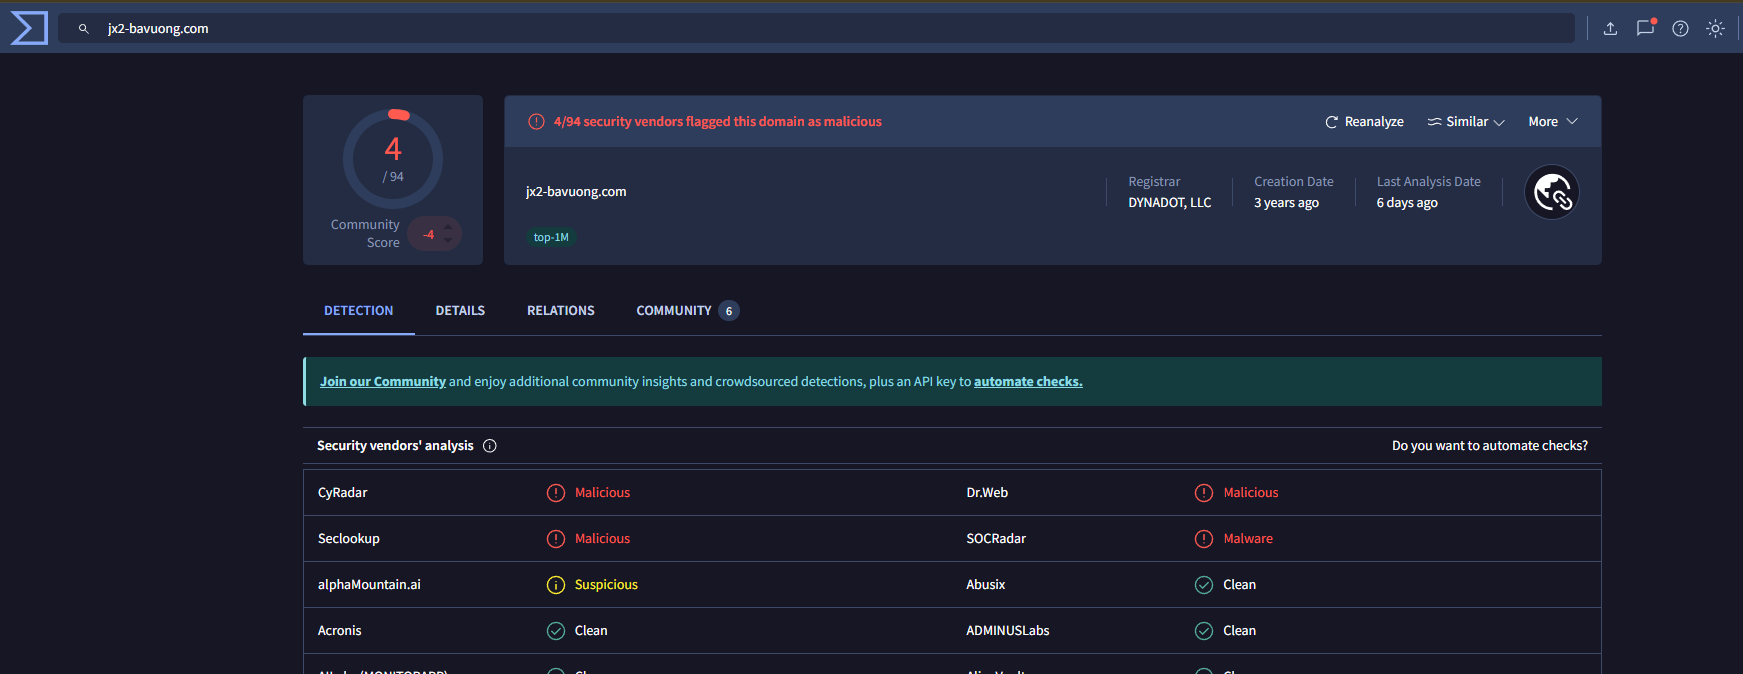 jx2-bavuong.com
4
/ 94
Community
Score
-4
4/94 security vendors flagged this domain as malicious
Reanalyze
Similar
More
jx2-bavuong.com
top-1M
Registrar
DYNADOT, LLC
Creation Date
3 years ago
Last Analysis Date
6 days ago
DETECTION
DETAILS
RELATIONS
COMMUNITY 6
Join our Community and enjoy additional community insights and crowdsourced detections, plus an API key to automate checks.
Security vendors' analysis
Do you want to automate checks?
CyRadar Malicious Dr.Web Malicious
Seclookup Malicious SOCRadar Malware
alphaMountain.ai Suspicious Abusix Clean
Acronis Clean ADMINUSLabs Clean